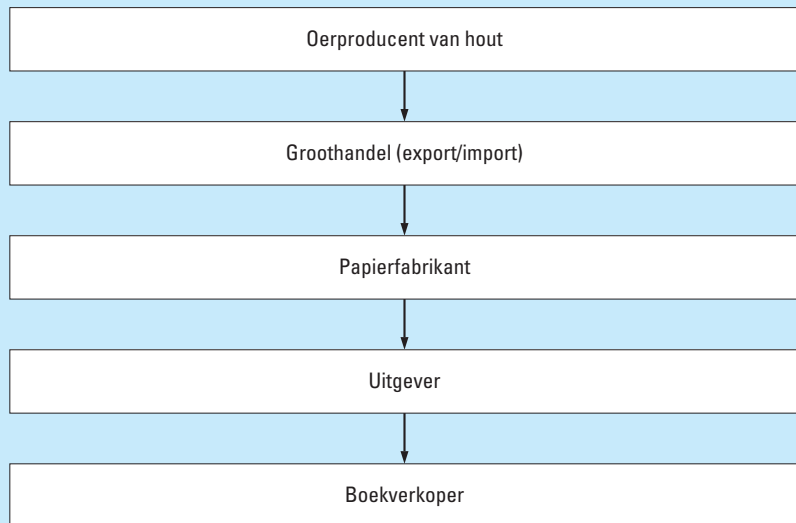 Oerproducent van hout
Groothandel (export/import)
Papierfabrikant
Uitgever
Boekverkoper